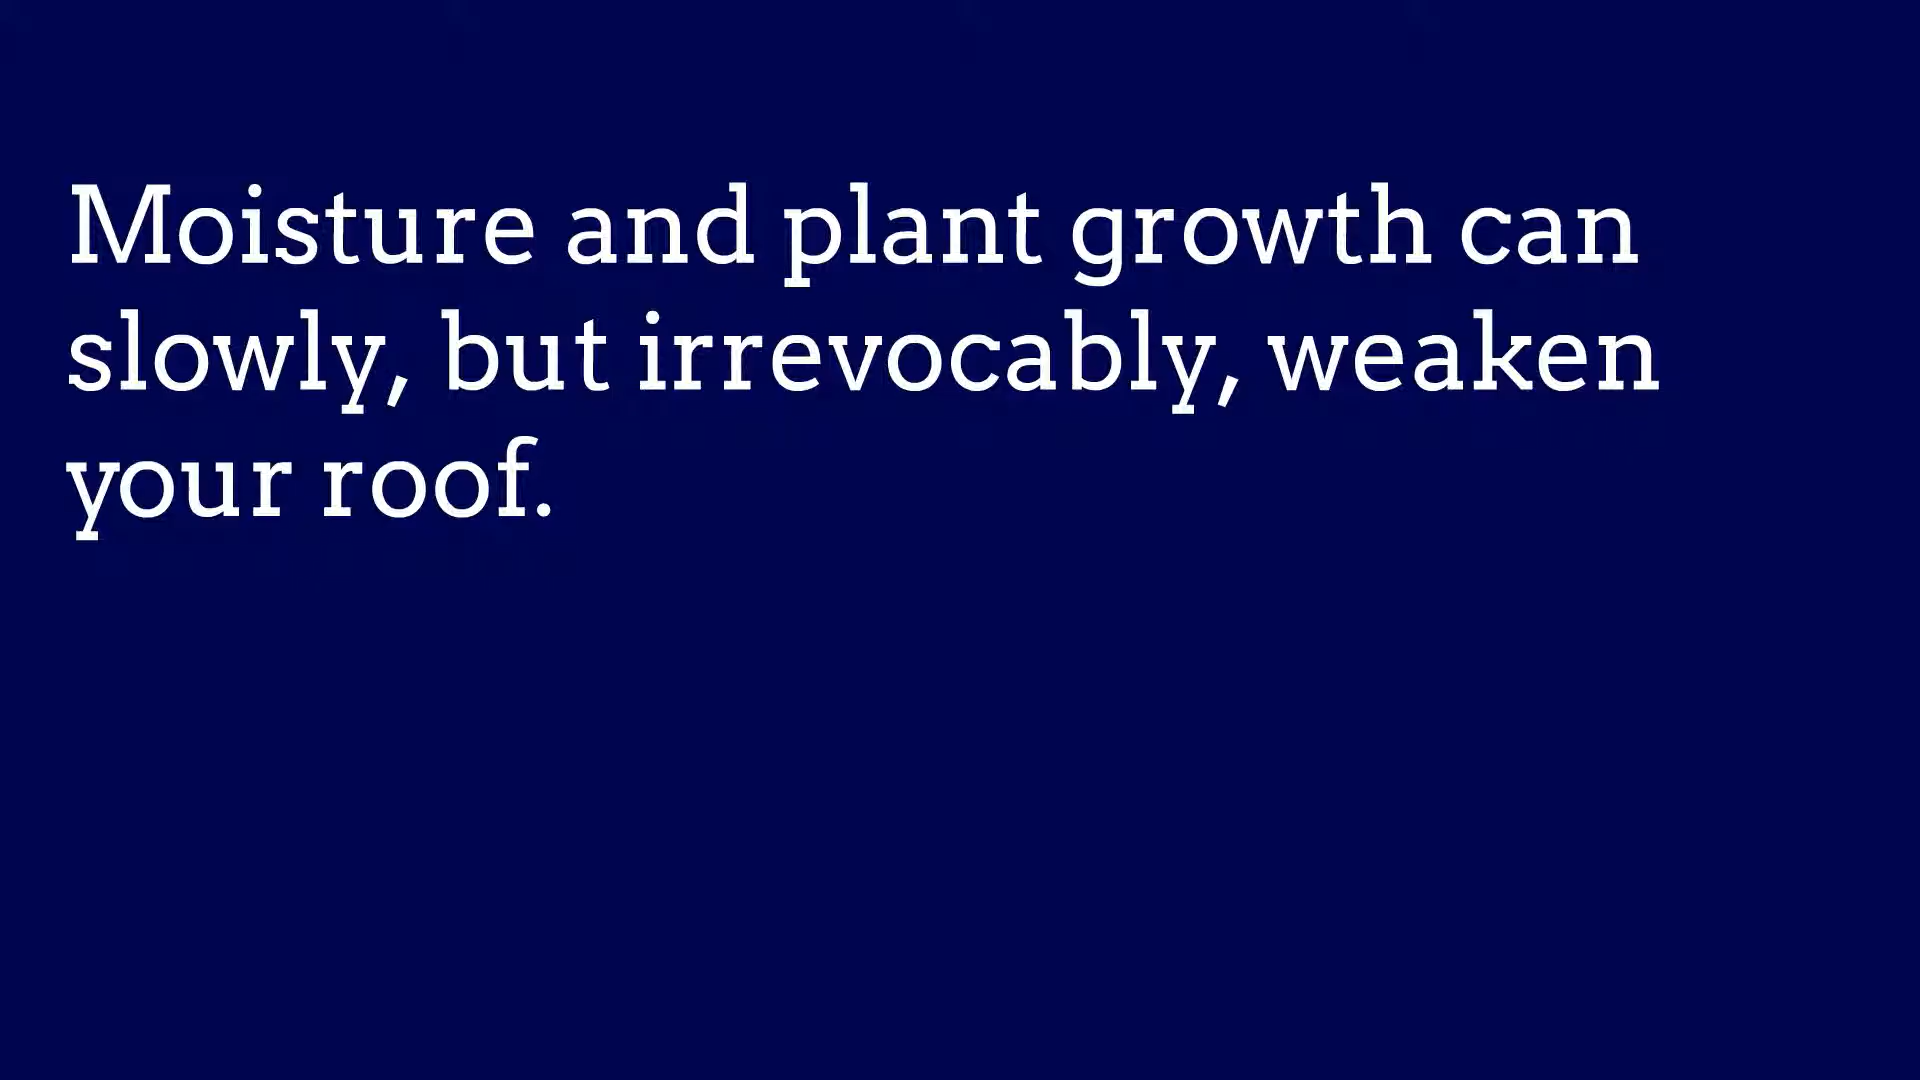 Moisture and plant growth can
slowly, but irrevocably, weaken
your roof.